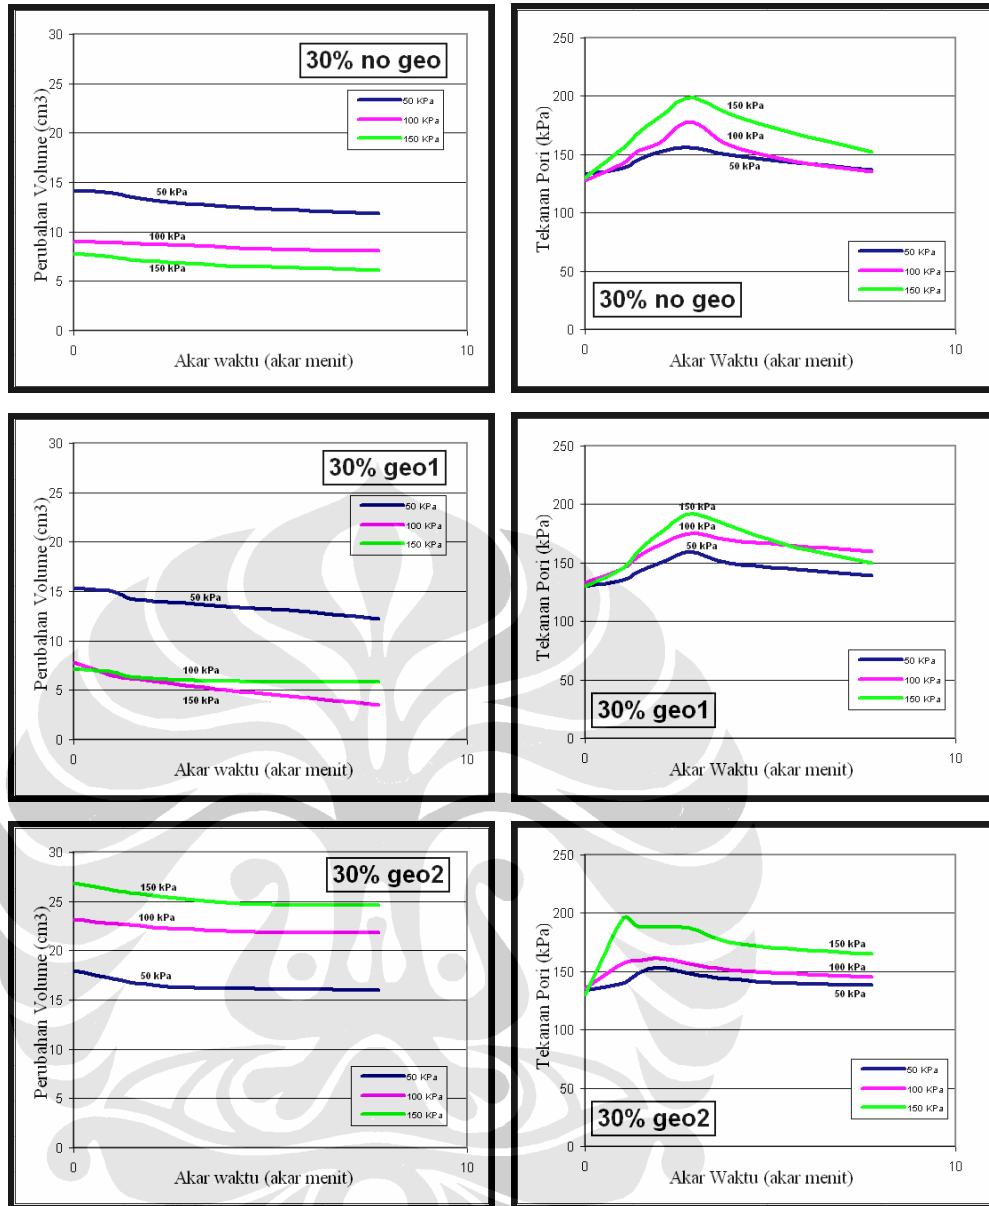 30% no geo
Perubahan Volume (cm3)
30
25
20
15
10
5
0
50 KPa
100 KPa
150 KPa
50 kPa
100 kPa
150 kPa
0
10
Akar waktu (akar menit)
Tekanan Pori (kPa)
250
200
150
100
50
0
150 kPa
100 kPa
50 kPa
50 KPa
100 KPa
150 KPa
30% no geo
0
10
Akar Waktu (akar menit)
30% geo1
Perubahan Volume (cm3)
30
25
20
15
10
5
0
50 KPa
100 KPa
150 KPa
50 kPa
100 kPa
150 kPa
0
10
Akar waktu (akar menit)
Tekanan Pori (kPa)
250
200
150
100
50
0
150 kPa
100 kPa
50 kPa
50 KPa
100 KPa
150 KPa
30% geo1
0
10
Akar Waktu (akar menit)
30% geo2
Perubahan Volume (cm3)
30
25
20
15
10
5
0
150 kPa
100 kPa
50 kPa
50 KPa
100 KPa
150 KPa
0
10
Akar waktu (akar menit)
Tekanan Pori (kPa)
250
200
150
100
50
0
150 kPa
100 kPa
50 kPa
50 KPa
100 KPa
150 KPa
30% geo2
0
10
Akar Waktu (akar menit)